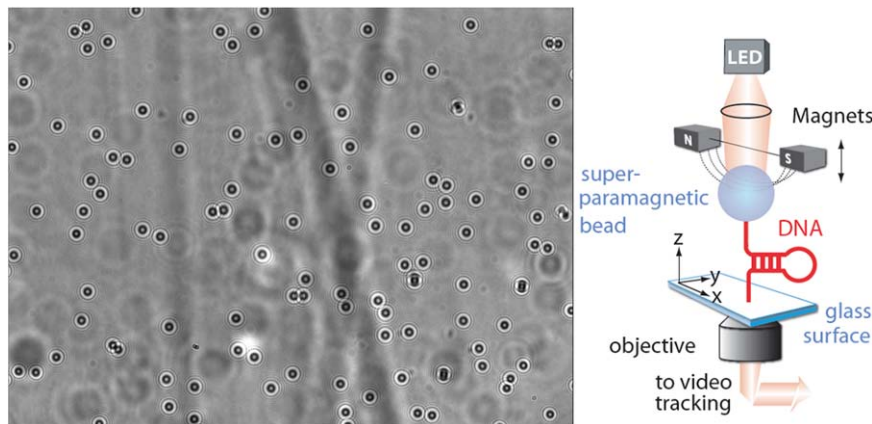 LED
Magnets
N
S
super-
paramagnetic
bead
DNA
z
y
x
glass
surface
objective
to video
tracking